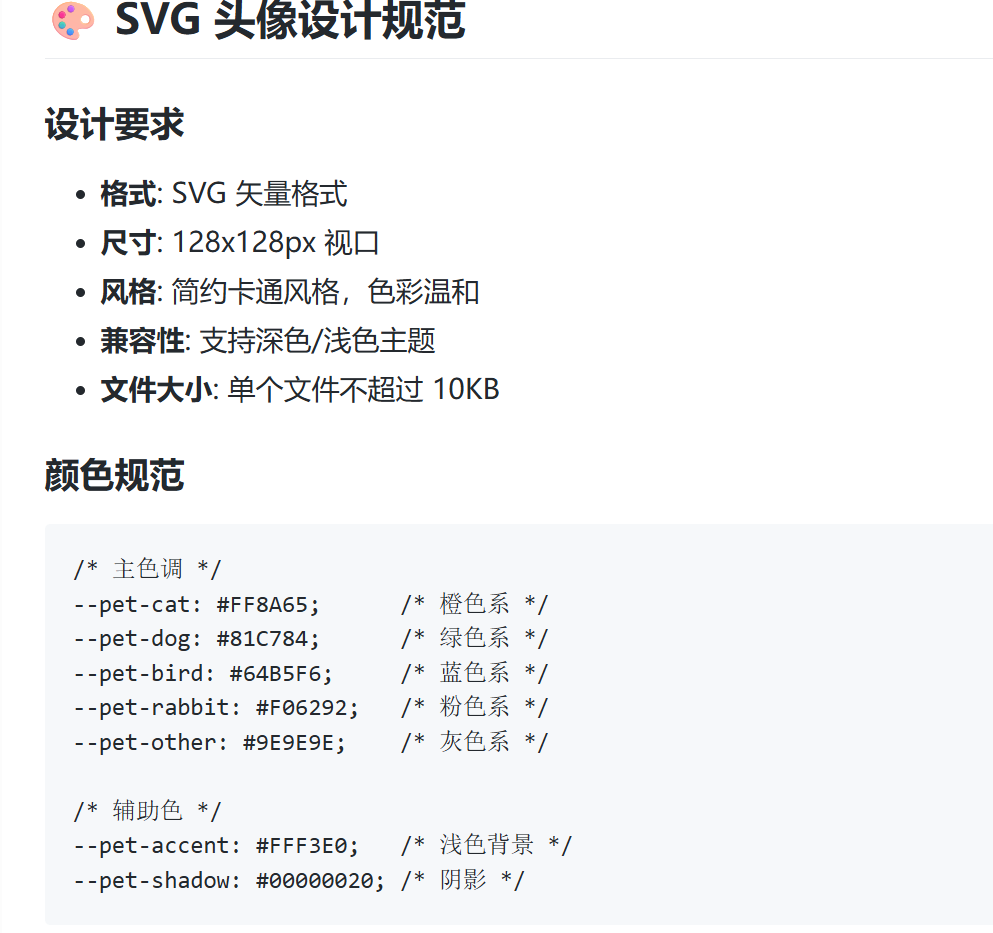 🎨 SVG 头像设计规范
设计要求
• 格式: SVG 矢量格式
• 尺寸: 128x128px 视口
• 风格: 简约卡通风格，色彩温和
• 兼容性: 支持深色/浅色主题
• 文件大小: 单个文件不超过 10KB
颜色规范
/* 主色调 */
--pet-cat: #FF8A65;      /* 橙色系 */
--pet-dog: #81C784;      /* 绿色系 */
--pet-bird: #64B5F6;     /* 蓝色系 */
--pet-rabbit: #F06292;   /* 粉色系 */
--pet-other: #9E9E9E;    /* 灰色系 */
/* 辅助色 */
--pet-accent: #FFF3E0;   /* 浅色背景 */
--pet-shadow: #00000020; /* 阴影 */